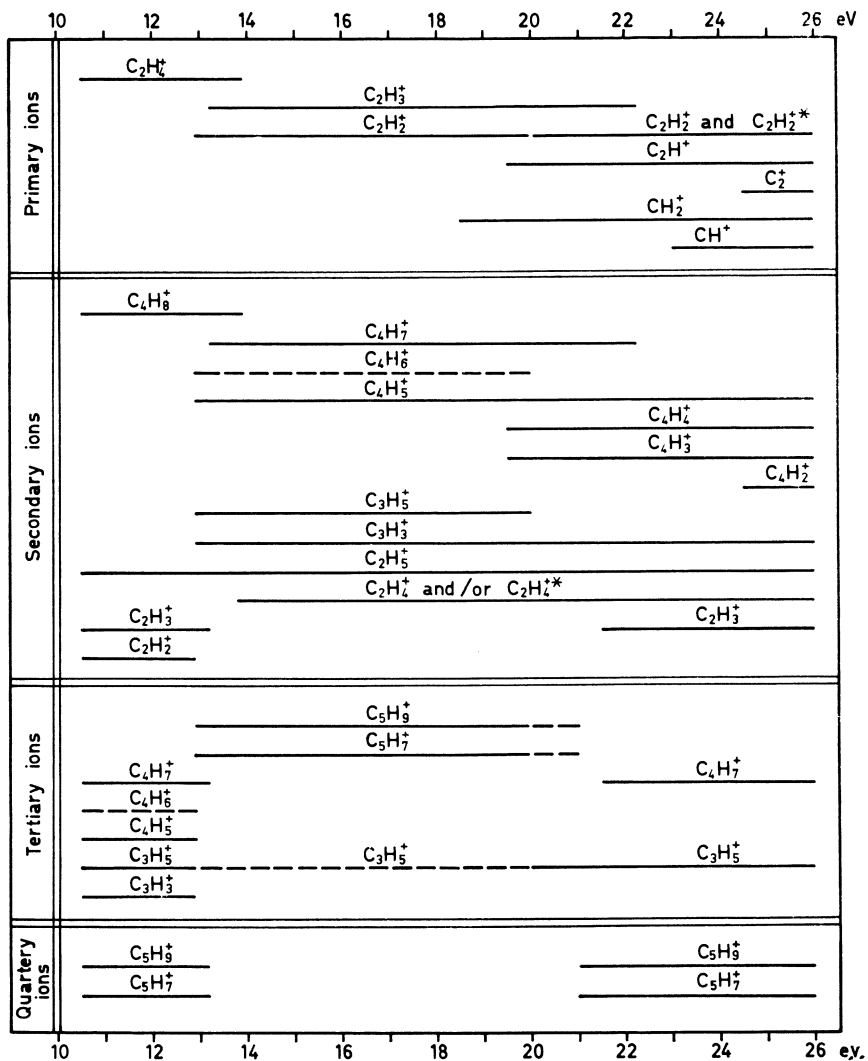 10 12 14 16 18 20 22 24 26 eV
Primary ions
C₂H₄⁺
C₂H₃⁺
C₂H₂⁺ C₂H₂⁺ and C₂H₂⁺*
C₂H⁺
C₂⁺
CH₂⁺
CH⁺
Secondary ions
C₄H₈⁺
C₄H₇⁺
C₄H₆⁺
C₄H₅⁺
C₄H₄⁺
C₄H₃⁺
C₄H₂⁺
C₃H₅⁺
C₃H₃⁺
C₂H₅⁺
C₂H₄⁺ and/or C₂H₄⁺*
C₂H₃⁺ C₂H₃⁺
C₂H₂⁺
Tertiary ions
C₅H₉⁺
C₅H₇⁺
C₄H₇⁺ C₄H₇⁺
C₄H₆⁺
C₄H₅⁺
C₃H₅⁺ C₃H₅⁺ C₃H₅⁺
C₃H₃⁺
Quartery
ions
C₅H₉⁺ C₅H₉⁺
C₅H₇⁺ C₅H₇⁺
10 12 14 16 18 20 22 24 26 ev.